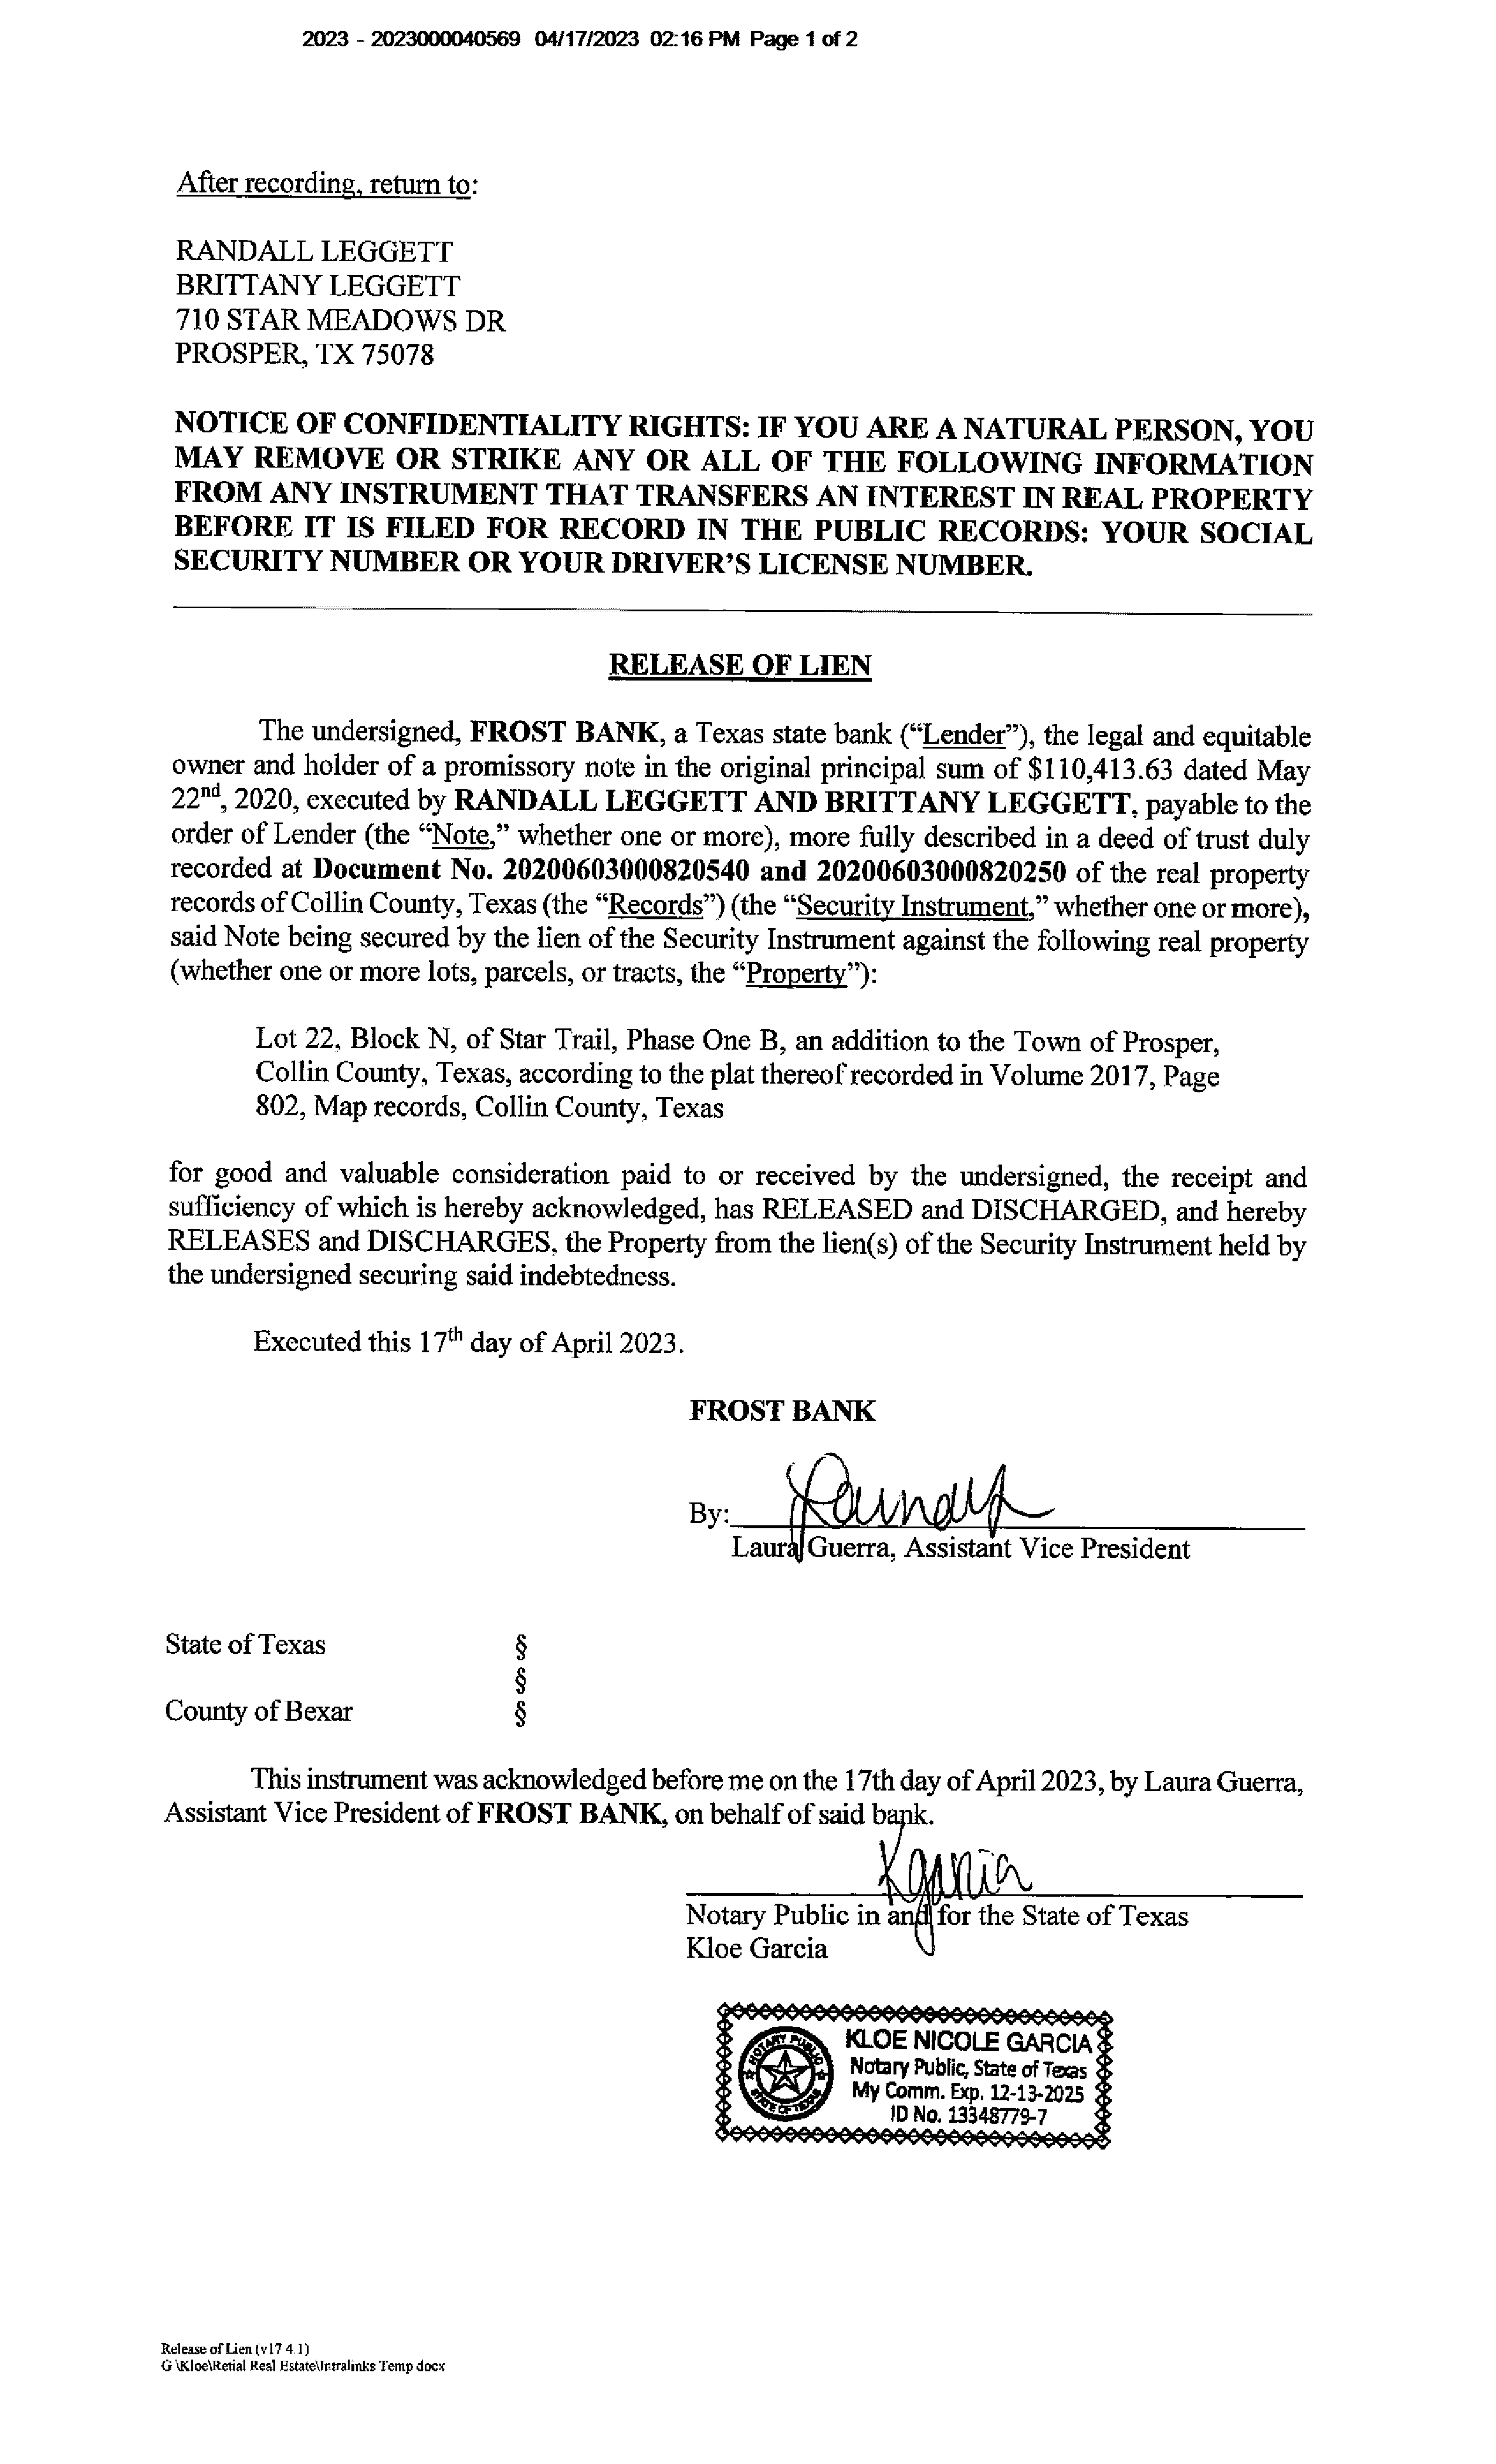 2023 - 2023000040569 04/17/2023 02:16 PM Page 1 of 2
After recording, return to:
RANDALL LEGGETT
BRITTANY LEGGETT
710 STAR MEADOWS DR
PROSPER, TX 75078
NOTICE OF CONFIDENTIALITY RIGHTS: IF YOU ARE A NATURAL PERSON, YOU
MAY REMOVE OR STRIKE ANY OR ALL OF THE FOLLOWING INFORMATION
FROM ANY INSTRUMENT THAT TRANSFERS AN INTEREST IN REAL PROPERTY
BEFORE IT IS FILED FOR RECORD IN THE PUBLIC RECORDS: YOUR SOCIAL
SECURITY NUMBER OR YOUR DRIVER'S LICENSE NUMBER.
RELEASE OF LIEN
The undersigned, FROST BANK, a Texas state bank ("Lender"), the legal and equitable
owner and holder of a promissory note in the original principal sum of $110,413.63 dated May
22nd, 2020, executed by RANDALL LEGGETT AND BRITTANY LEGGETT, payable to the
order of Lender (the "Note," whether one or more), more fully described in a deed of trust duly
recorded at Document No. 20200603000820540 and 20200603000820250 of the real property
records of Collin County, Texas (the "Records") (the "Security Instrument," whether one or more),
said Note being secured by the lien of the Security Instrument against the following real property
(whether one or more lots, parcels, or tracts, the "Property"):
Lot 22, Block N, of Star Trail, Phase One B, an addition to the Town of Prosper,
Collin County, Texas, according to the plat thereof recorded in Volume 2017, Page
802, Map records, Collin County, Texas
for good and valuable consideration paid to or received by the undersigned, the receipt and
sufficiency of which is hereby acknowledged, has RELEASED and DISCHARGED, and hereby
RELEASES and DISCHARGES, the Property from the lien(s) of the Security Instrument held by
the undersigned securing said indebtedness.
Executed this 17th day of April 2023.
FROST BANK
By:
Laura Guerra, Assistant Vice President
State of Texas §
§
County of Bexar §
This instrument was acknowledged before me on the 17th day of April 2023, by Laura Guerra,
Assistant Vice President of FROST BANK, on behalf of said bank.
KGarcia
Notary Public in and for the State of Texas
Kloe Garcia
NOTARY PUBLIC
STATE OF TEXAS
KLOE NICOLE GARCIA
Notary Public, State of Texas
My Comm. Exp. 12-13-2025
ID No. 13348779-7
Release of Lien (v17 4.1)
G \Kloe\Retial Real Estate\Intralinks Temp docx